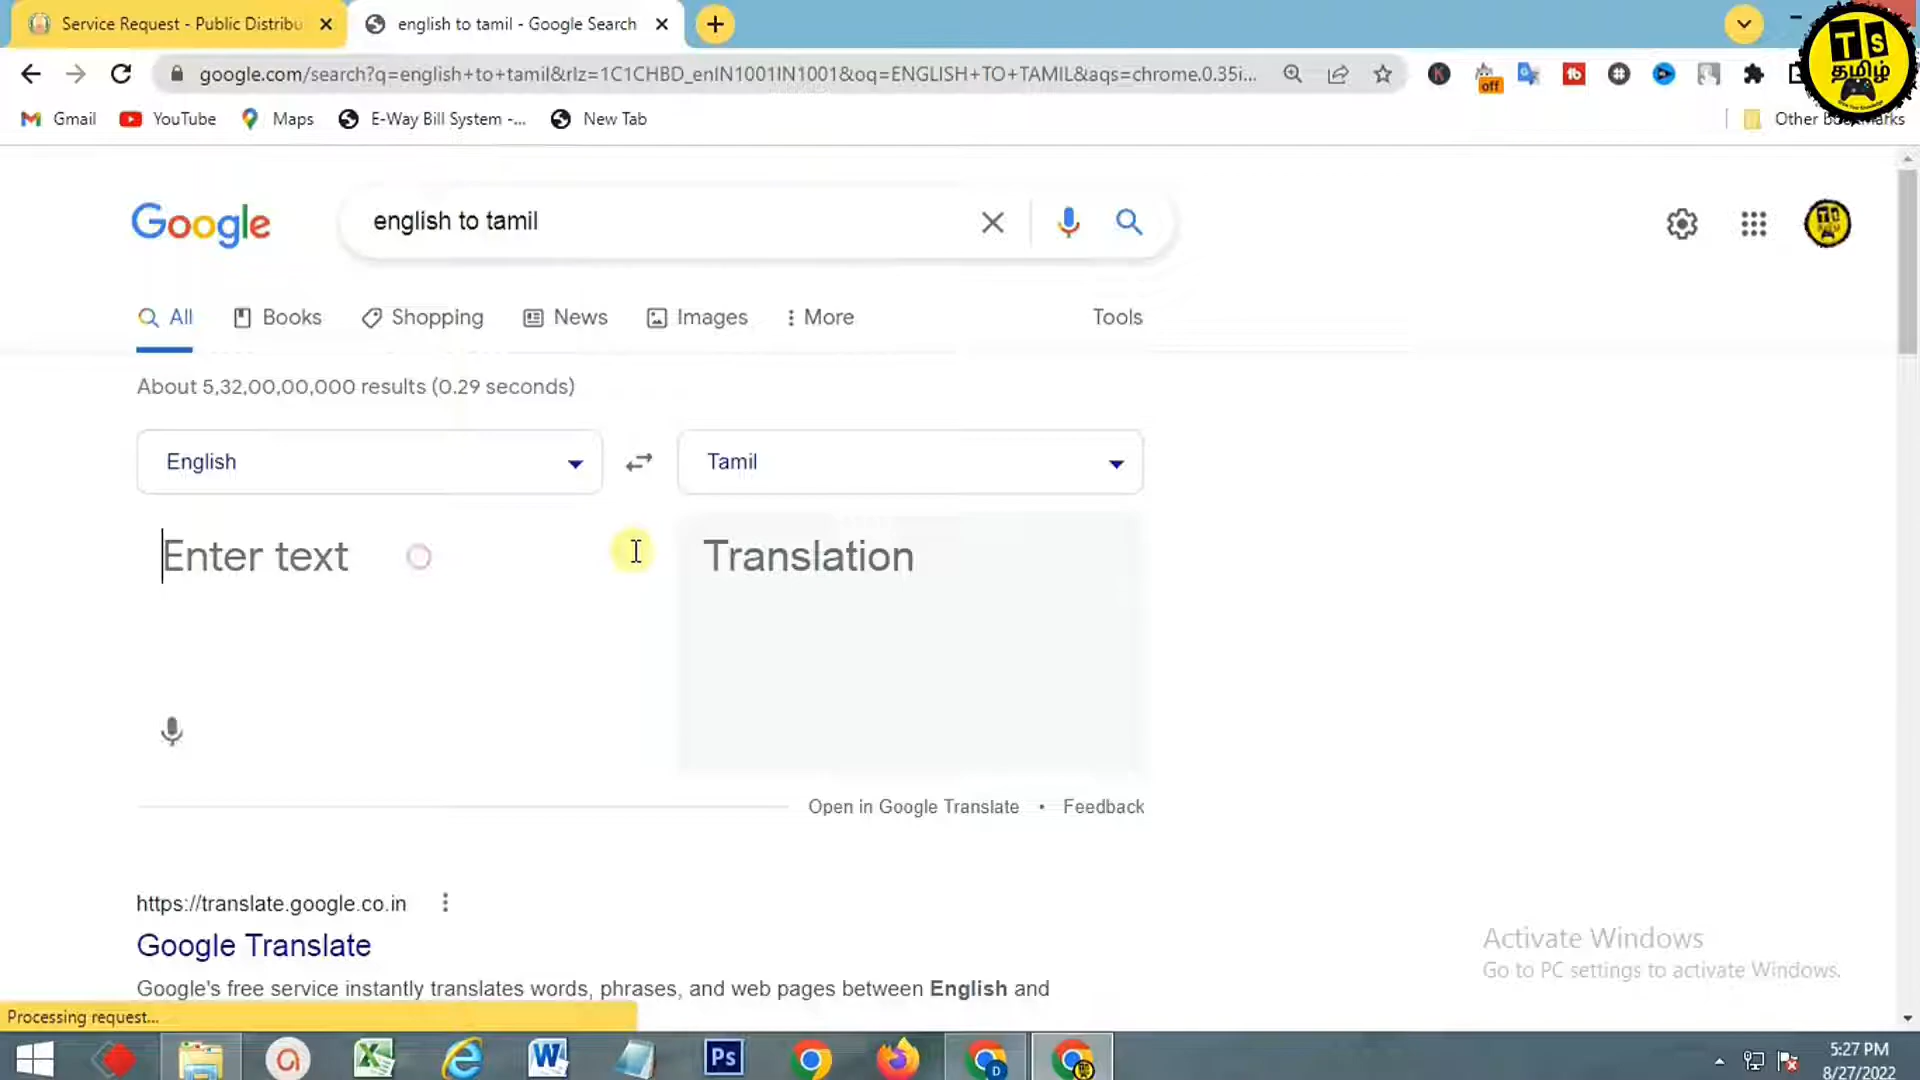 Service Request - Public Distribu
english to tamil - Google Search
google.com/search?q=english+to+tamil&rlz=1C1CHBD_enIN1001IN1001&oq=ENGLISH+TO+TAMIL&aqs=chrome.0.35i...
off
TS
தமிழ்
Gmail
YouTube
Maps
E-Way Bill System -...
New Tab
Other Bookmarks
Google
english to tamil
All
Books
Shopping
News
Images
More
Tools
About 5,32,00,00,000 results (0.29 seconds)
English
Tamil
Enter text
Translation
Open in Google Translate • Feedback
https://translate.google.co.in
Google Translate
Google's free service instantly translates words, phrases, and web pages between English and
Activate Windows
Go to PC settings to activate Windows.
Processing request...
Ps
D
5:27 PM
8/27/2022